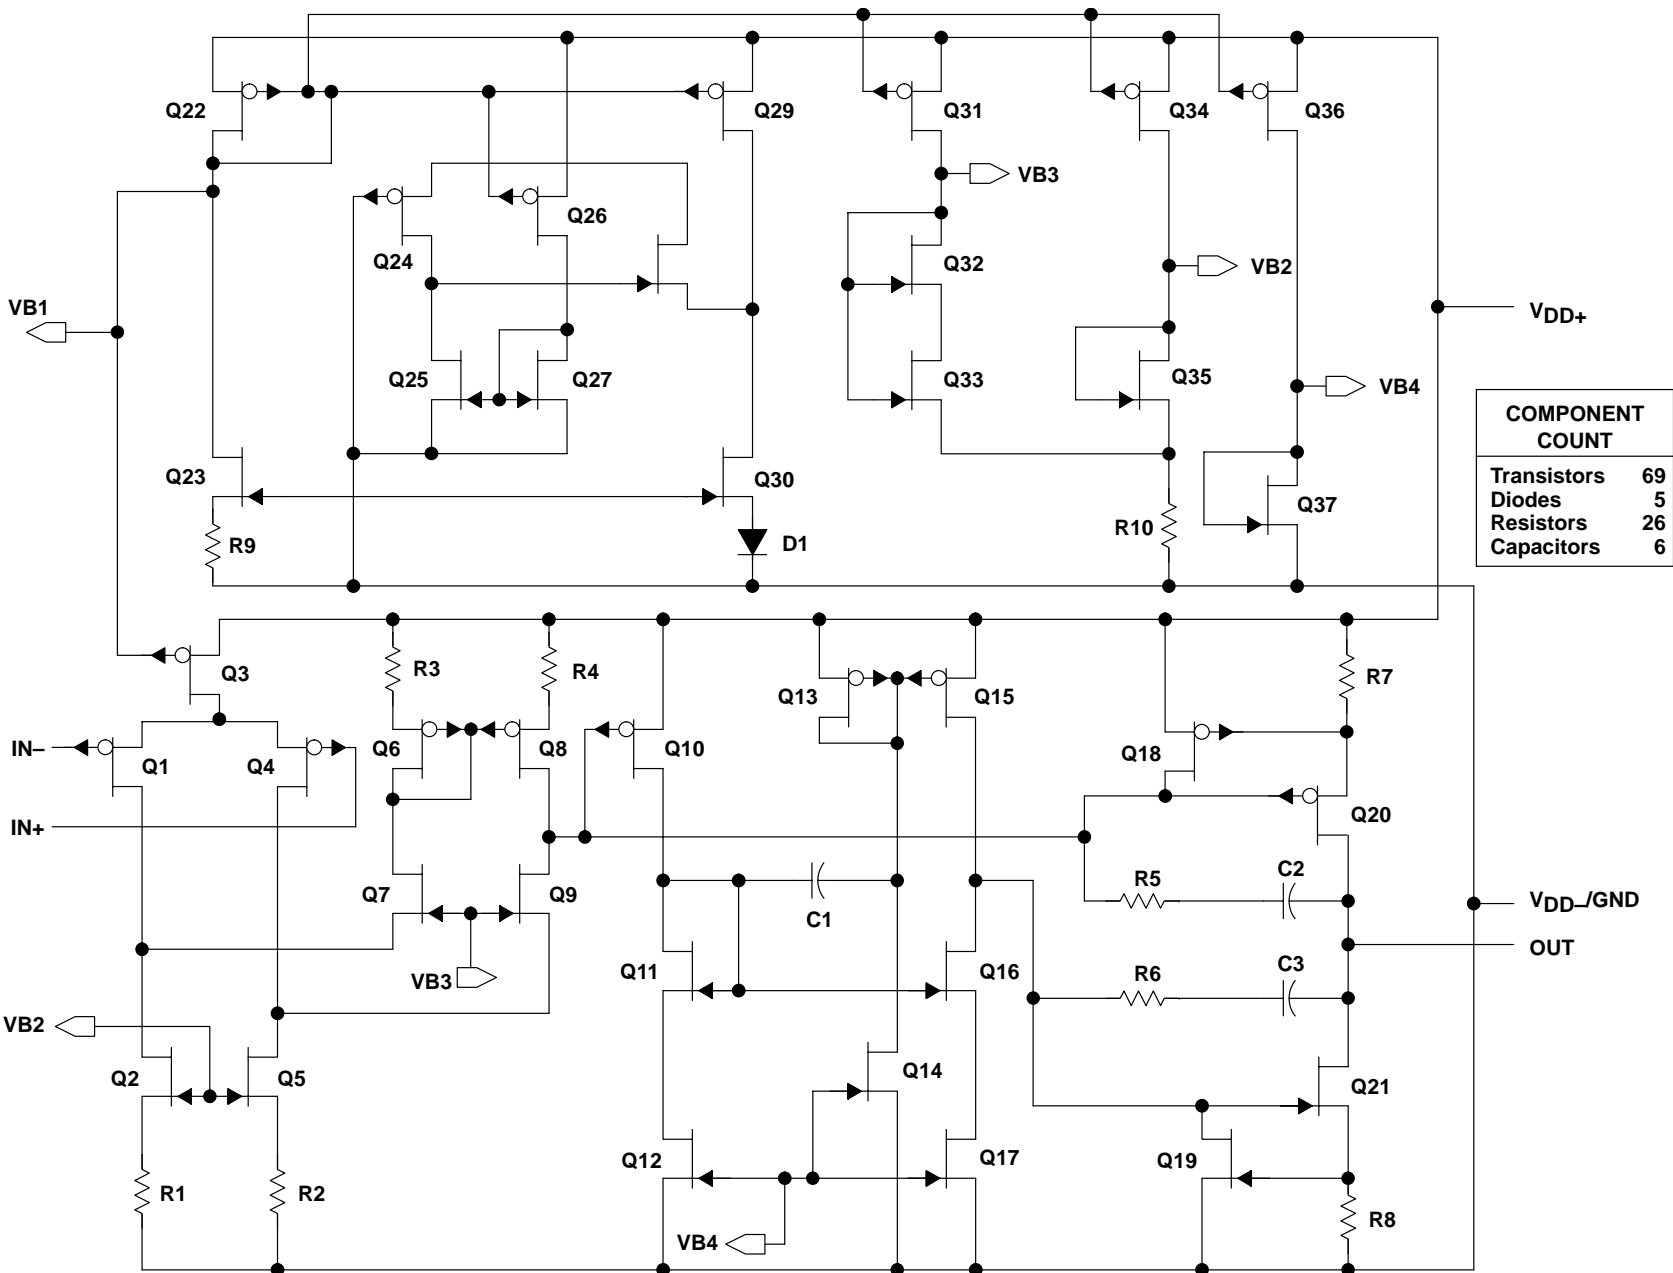 Q22
Q29
Q31
Q34
Q36
VB3
Q26
Q24
Q32
VB2
VB1
VDD+
Q25
Q27
Q33
Q35
VB4
COMPONENT
COUNT
Transistors 69
Diodes 5
Resistors 26
Capacitors 6
Q23
Q30
Q37
R9
D1
R10
Q3
R3
R4
Q13
Q15
R7
IN–
Q1
Q4
Q6
Q8
Q10
Q18
IN+
Q20
Q7
Q9
C1
R5
C2
VDD–/GND
OUT
VB3
Q11
Q16
R6
C3
VB2
Q2
Q5
Q14
Q21
Q12
Q17
Q19
R1
R2
R8
VB4